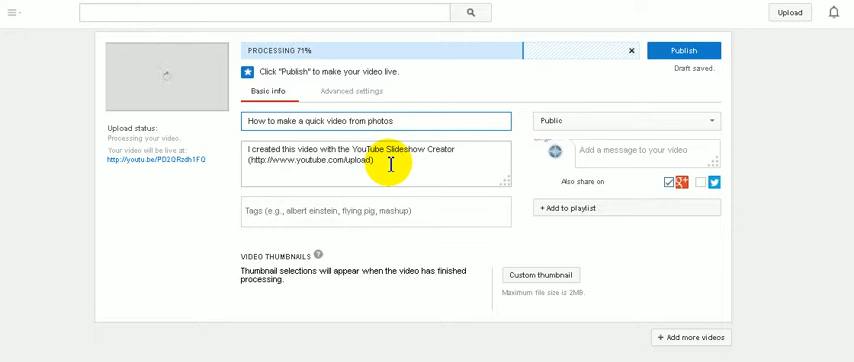 Upload
PROCESSING 71%
Publish
Click "Publish" to make your video live.
Draft saved.
Basic info
Advanced settings
Upload status:
Processing your video.
Your video will be live at:
http://youtu.be/PD2QRzdh1FQ
How to make a quick video from photos
Public
I created this video with the YouTube Slideshow Creator
(http://www.youtube.com/upload)
Add a message to your video
Also share on
Tags (e.g., albert einstein, flying pig, mashup)
+ Add to playlist
VIDEO THUMBNAILS ?
Thumbnail selections will appear when the video has finished
processing.
Custom thumbnail
Maximum file size is 2MB.
+ Add more videos